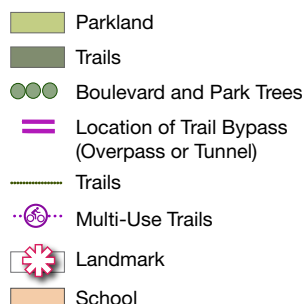 Parkland
Trails
Boulevard and Park Trees
Location of Trail Bypass
(Overpass or Tunnel)
Trails
Multi-Use Trails
Landmark
School